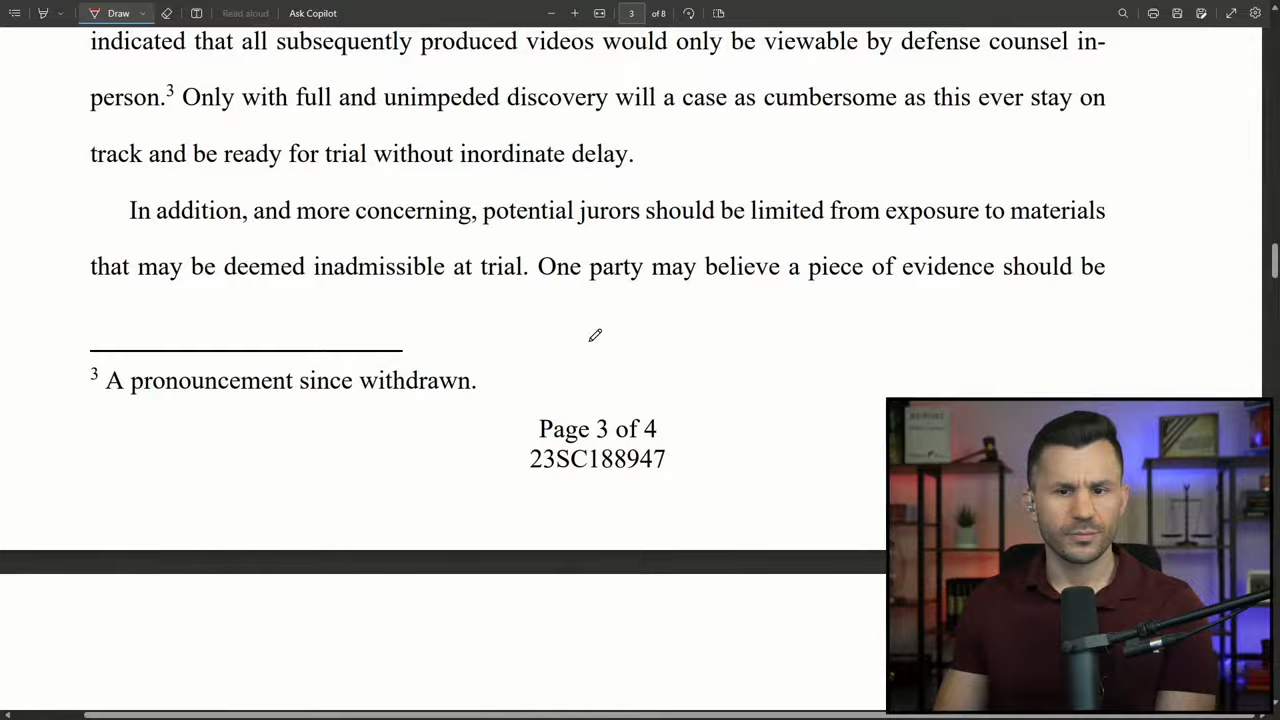 Draw
Read aloud
Ask Copilot
3 of 8
indicated that all subsequently produced videos would only be viewable by defense counsel in-
person.3 Only with full and unimpeded discovery will a case as cumbersome as this ever stay on
track and be ready for trial without inordinate delay.
In addition, and more concerning, potential jurors should be limited from exposure to materials
that may be deemed inadmissible at trial. One party may believe a piece of evidence should be
3 A pronouncement since withdrawn.
Page 3 of 4
23SC188947